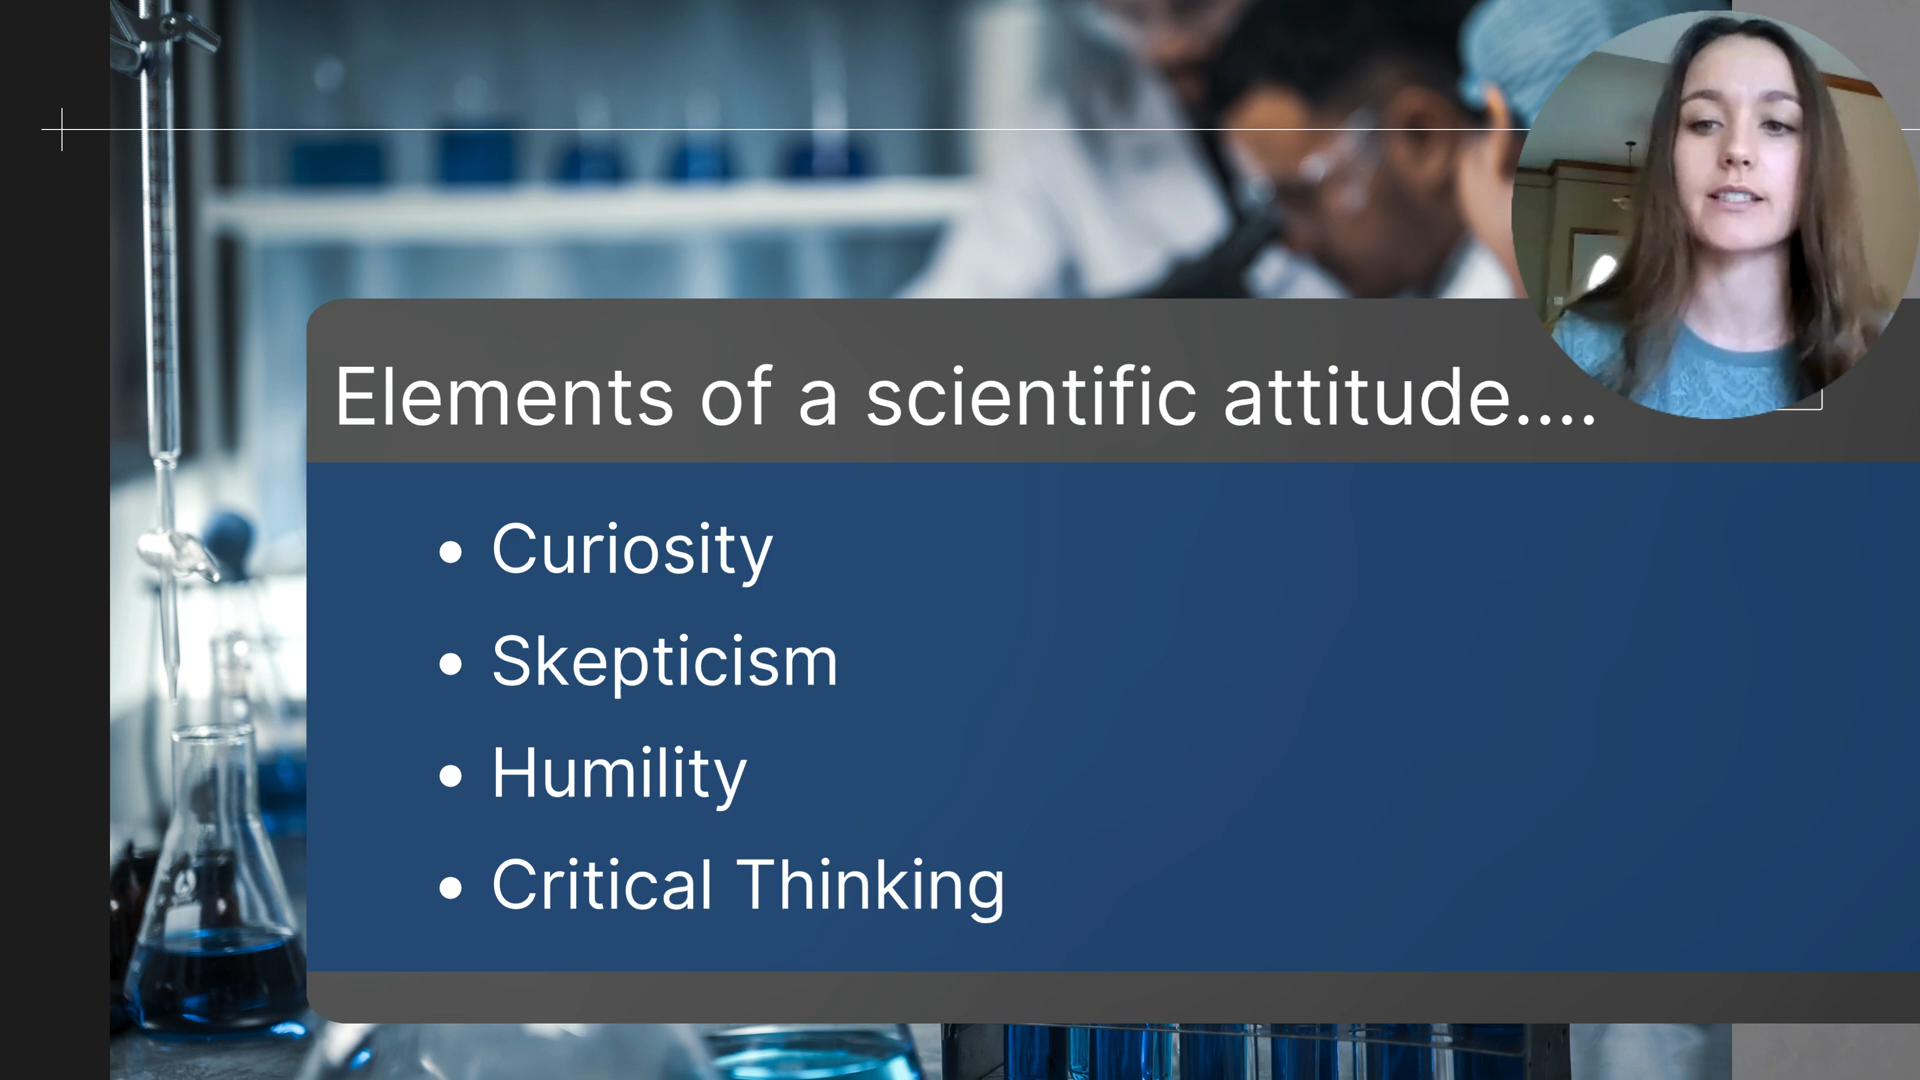 Elements of a scientific attitude....
• Curiosity
• Skepticism
• Humility
• Critical Thinking